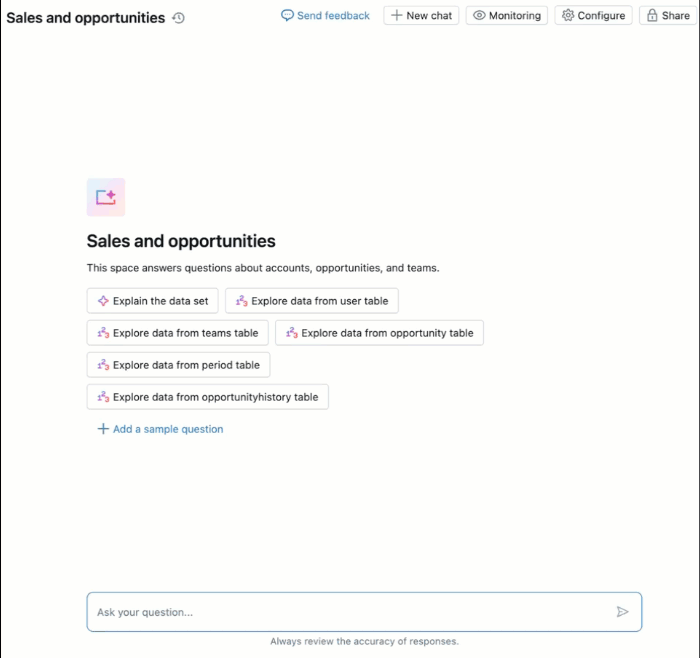 Sales and opportunities Send feedback New chat Monitoring Configure Share
Sales and opportunities
This space answers questions about accounts, opportunities, and teams.
Explain the data set Explore data from user table
Explore data from teams table Explore data from opportunity table
Explore data from period table
Explore data from opportunityhistory table
Add a sample question
Ask your question...
Always review the accuracy of responses.